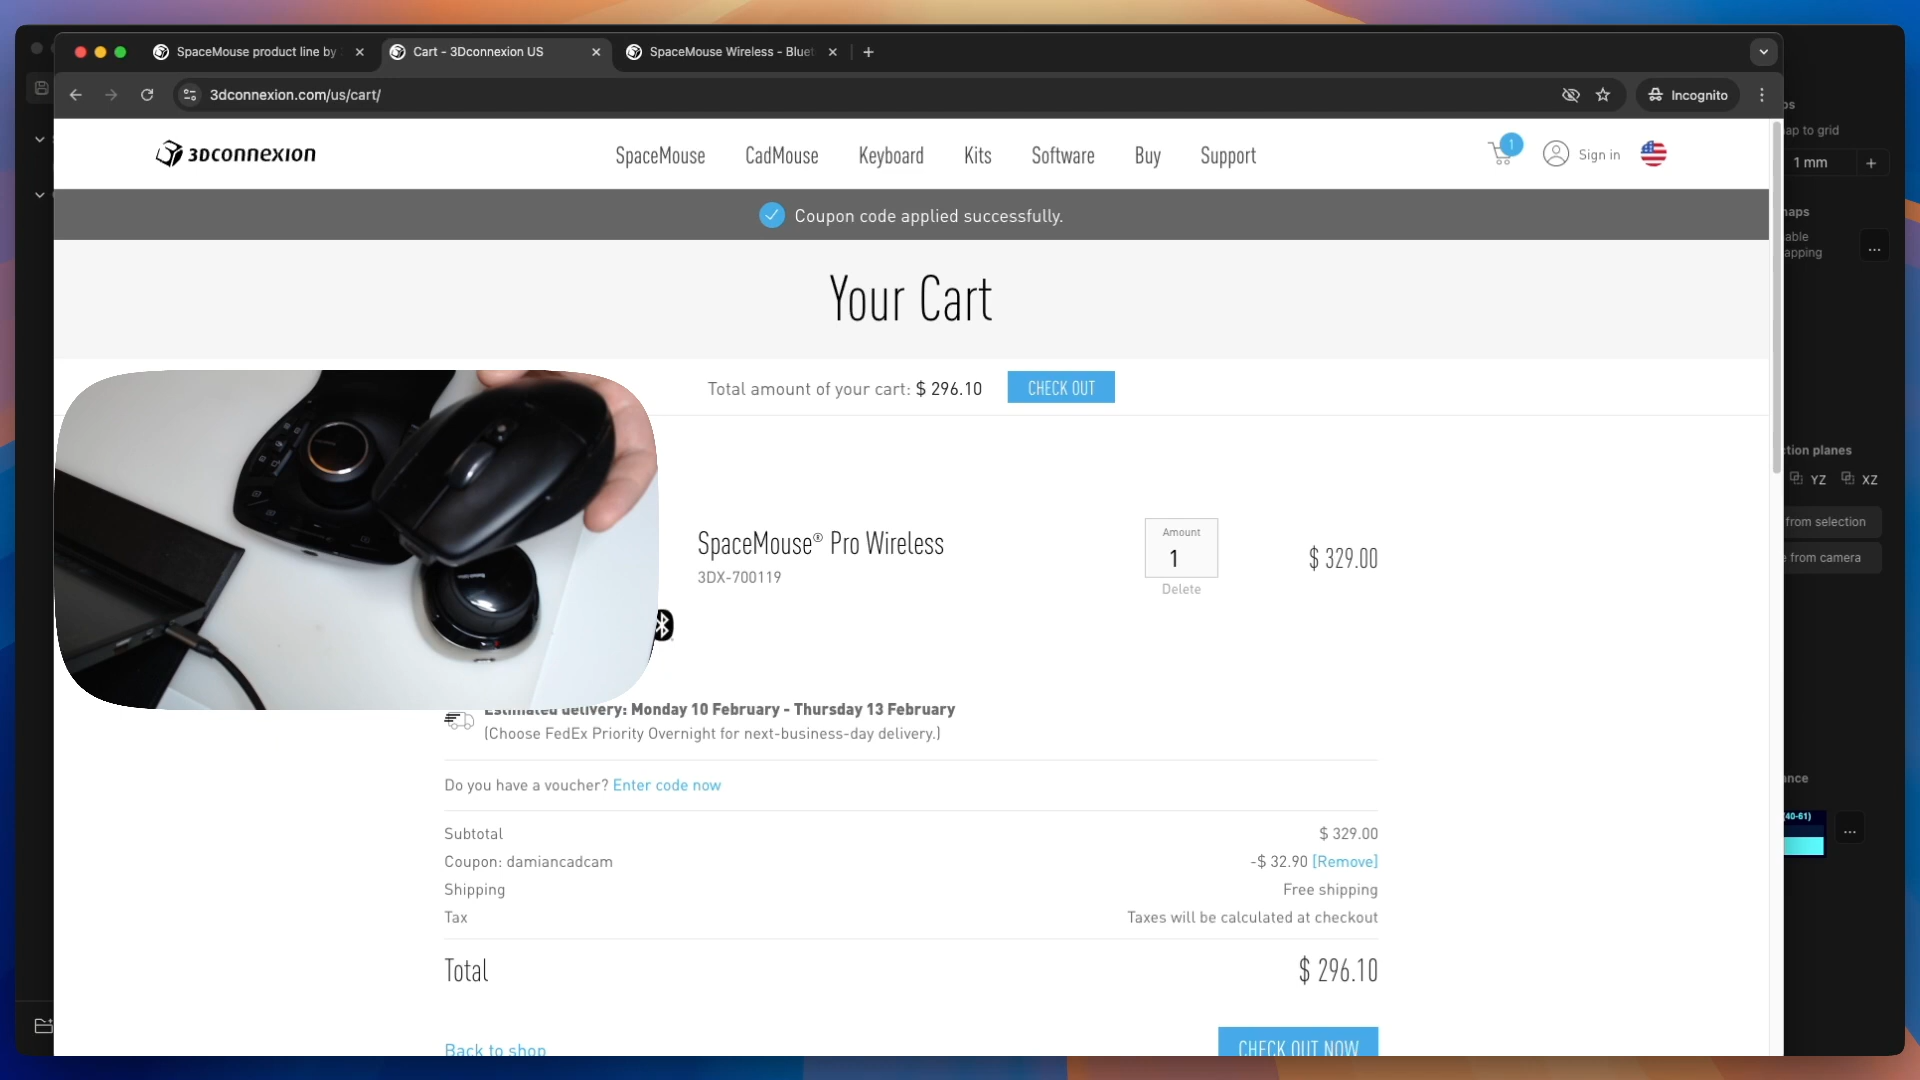 SpaceMouse product line by
Cart - 3Dconnexion US
SpaceMouse Wireless - Bluet
3dconnexion.com/us/cart/
Incognito
3DCONNEXION
SpaceMouse
CadMouse
Keyboard
Kits
Software
Buy
Support
1
Sign in
Coupon code applied successfully.
Your Cart
Total amount of your cart: $ 296.10
CHECK OUT
SpaceMouse® Pro Wireless
3DX-700119
Amount
1
Delete
$ 329.00
Estimated delivery: Monday 10 February - Thursday 13 February
(Choose FedEx Priority Overnight for next-business-day delivery.)
Do you have a voucher? Enter code now
Subtotal
$ 329.00
Coupon: damiancadcam
-$ 32.90 [Remove]
Shipping
Free shipping
Tax
Taxes will be calculated at checkout
Total
$ 296.10
Back to shop
CHECK OUT NOW
ap to grid
1 mm
aps
able
apping
ction planes
YZ
XZ
from selection
from camera
ance
(40-61)